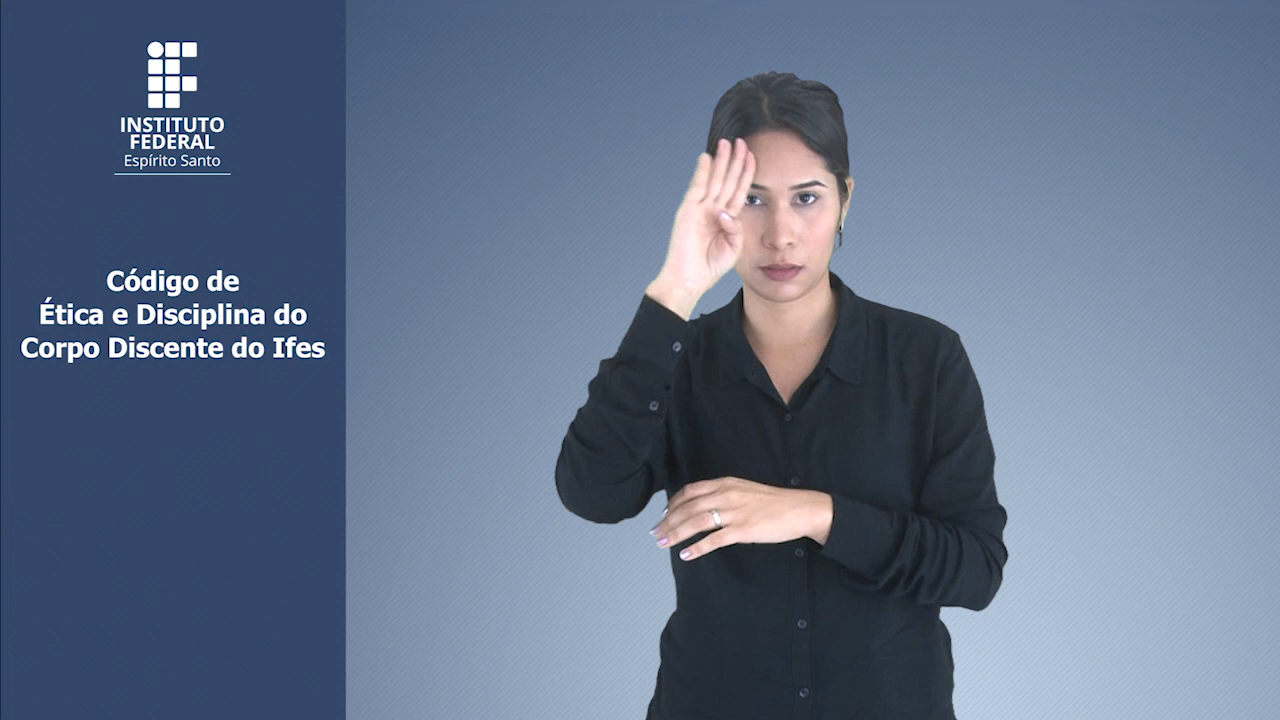 INSTITUTO
FEDERAL
Espírito Santo
Código de
Ética e Disciplina do
Corpo Discente do Ifes